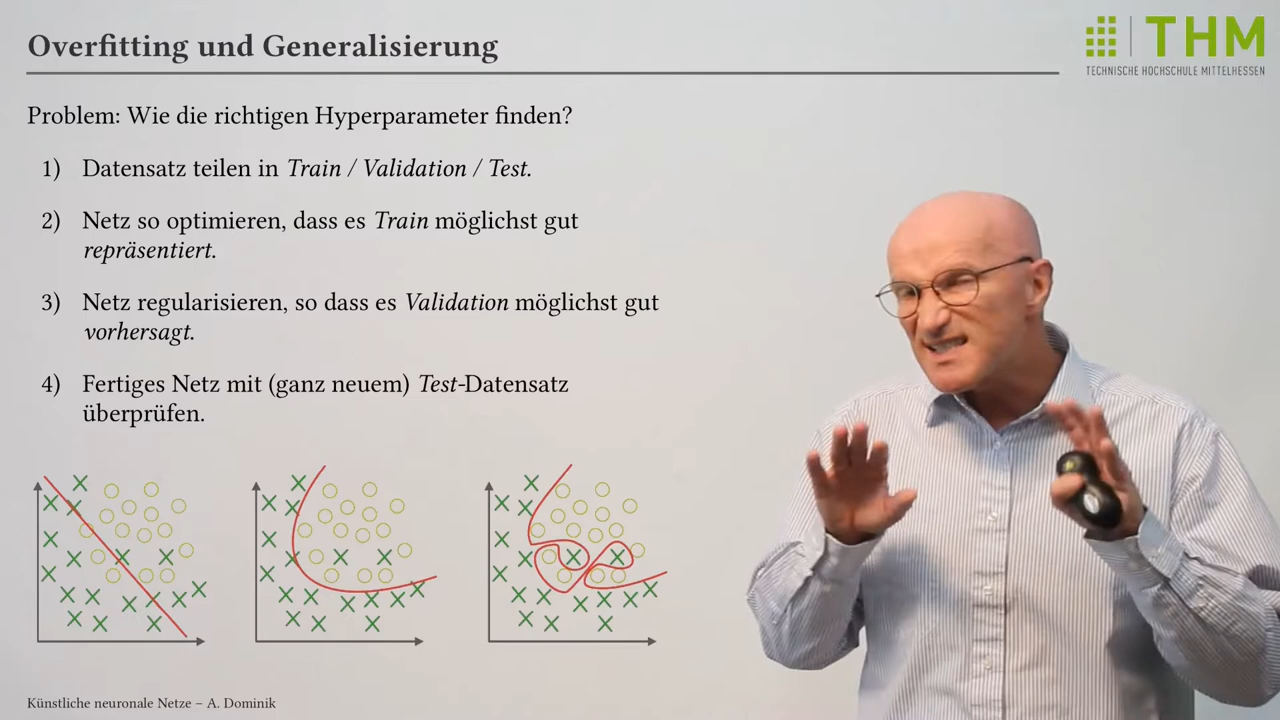 Overfitting und Generalisierung
THM
TECHNISCHE HOCHSCHULE MITTELHESSEN
Problem: Wie die richtigen Hyperparameter finden?
1) Datensatz teilen in Train / Validation / Test.
2) Netz so optimieren, dass es Train möglichst gut
repräsentiert.
3) Netz regularisieren, so dass es Validation möglichst gut
vorhersagt.
4) Fertiges Netz mit (ganz neuem) Test-Datensatz
überprüfen.
Künstliche neuronale Netze – A. Dominik